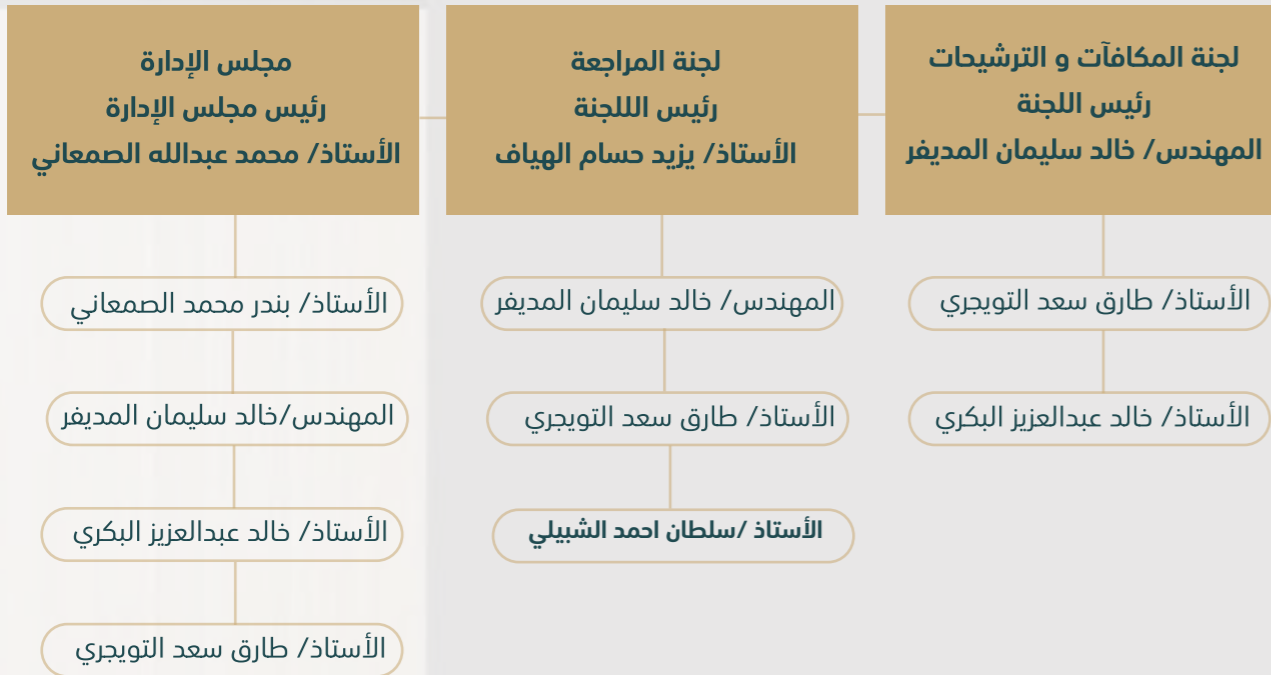 لجنة المكافآت و الترشيحات
رئيس اللجنة
المهندس/ خالد سليمان المديفر
الأستاذ/ طارق سعد التويجري
الأستاذ/ خالد عبدالعزيز البكري
لجنة المراجعة
رئيس الللجنة
الأستاذ/ يزيد حسام الهياف
المهندس/ خالد سليمان المديفر
الأستاذ/ طارق سعد التويجري
الأستاذ /سلطان احمد الشبيلي
مجلس الإدارة
رئيس مجلس الإدارة
الأستاذ/ محمد عبدالله الصمعاني
الأستاذ/ بندر محمد الصمعاني
المهندس/خالد سليمان المديفر
الأستاذ/ خالد عبدالعزيز البكري
الأستاذ/ طارق سعد التويجري